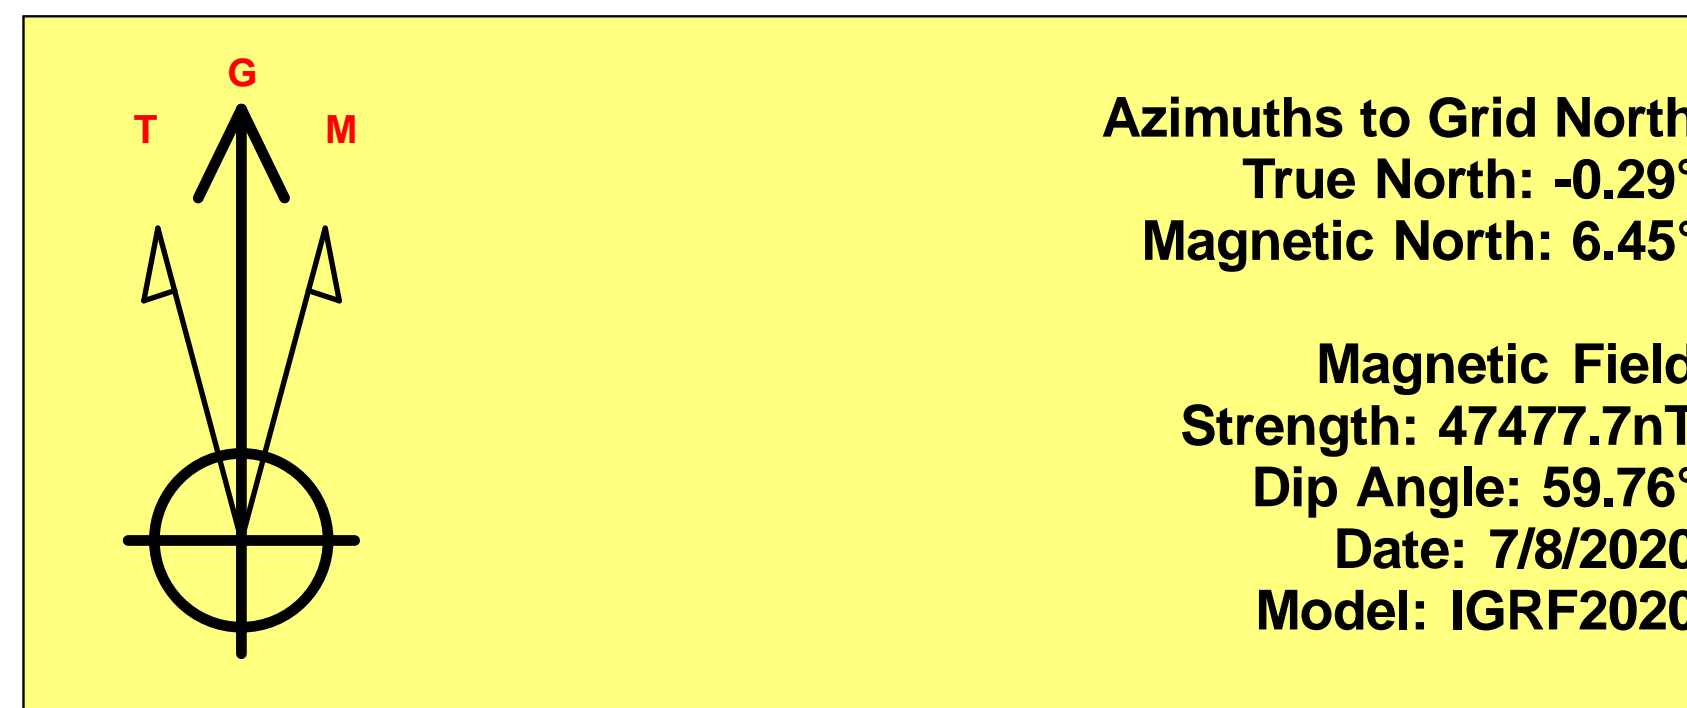 G
T M
Azimuths to Grid North
True North: -0.29°
Magnetic North: 6.45°
Magnetic Field
Strength: 47477.7nT
Dip Angle: 59.76°
Date: 7/8/2020
Model: IGRF2020